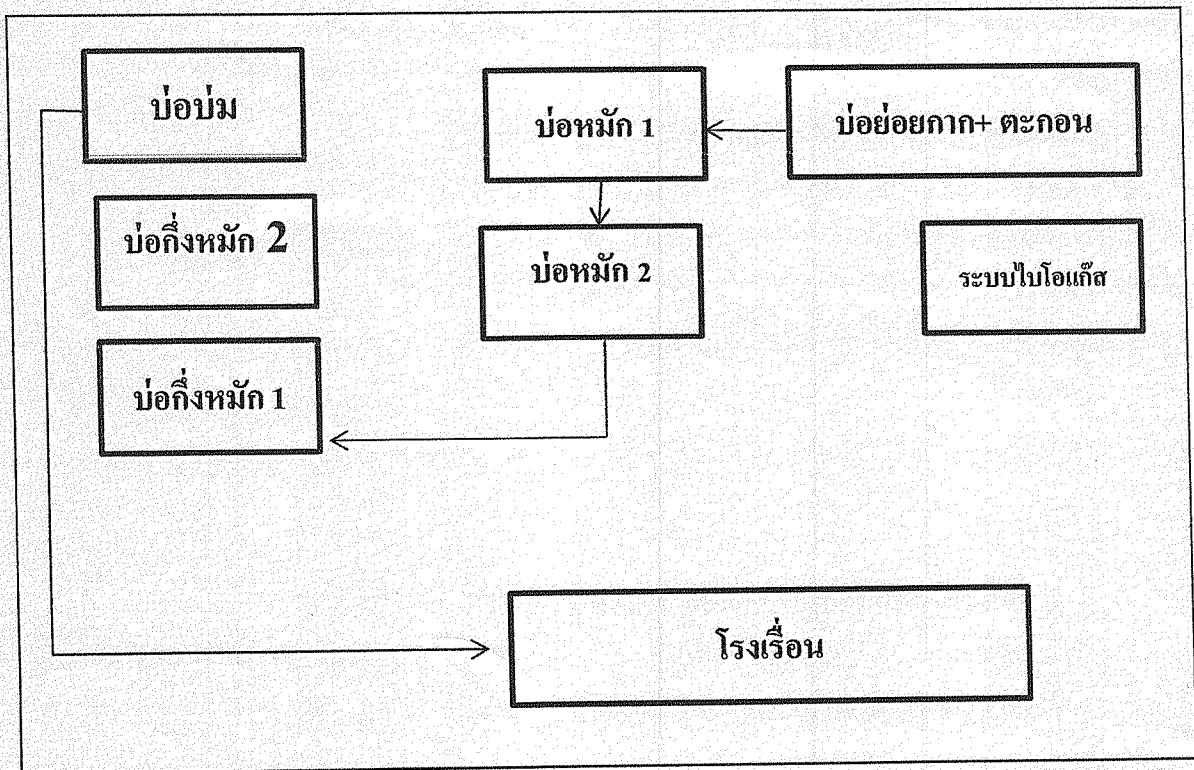 บ่อบ่ม
บ่อหมัก 1
บ่อย่อยกาก+ ตะกอน
บ่อกึ่งหมัก 2
บ่อหมัก 2
ระบบไบโอแก๊ส
บ่อกึ่งหมัก 1
โรงเรื่อน